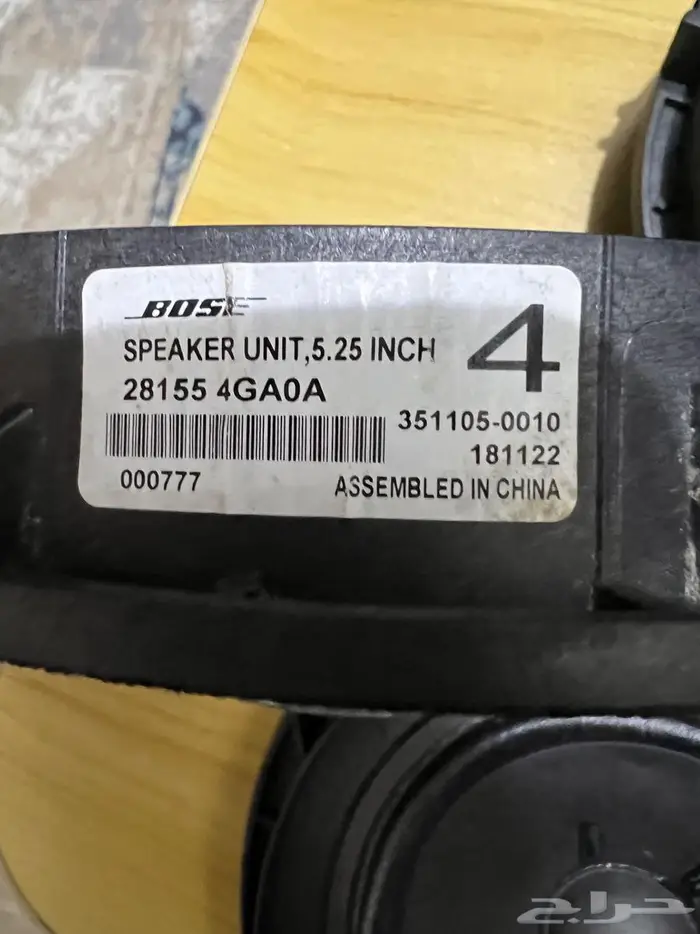 BOSE
SPEAKER UNIT,5.25 INCH
4
28155 4GA0A
351105-0010
181122
000777
ASSEMBLED IN CHINA
حراج